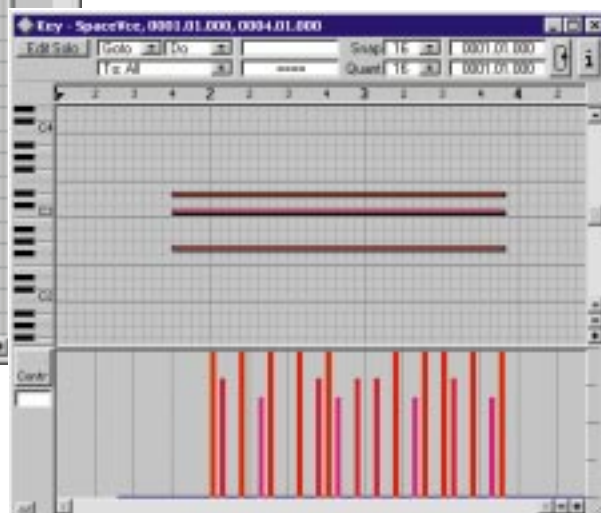 Key - SpaceVce, 0001.01.000, 0004.01.000
Edit Solo Goto Do Snap 16 0001.01.000
To: All ---- Quant 16 0001.01.000 i
2 3 4 2 2 3 4 3 2 3 4 4 2
C4
C3
C2
Contr